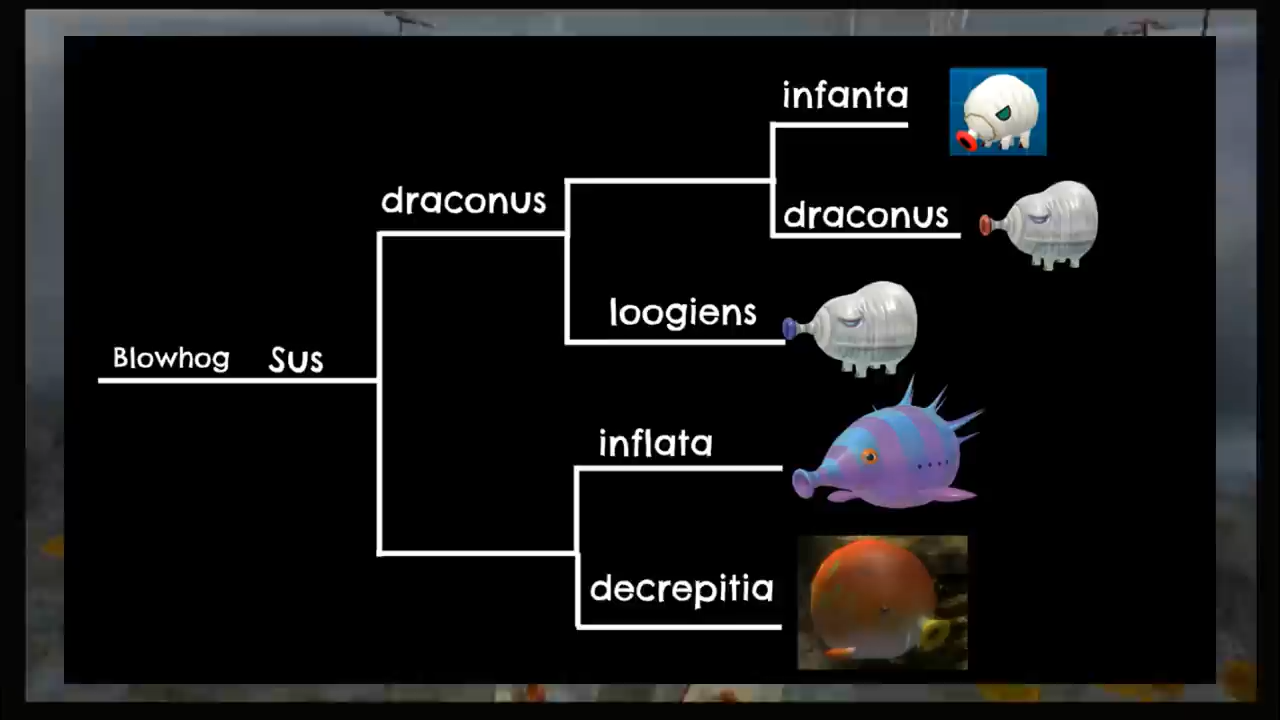 infanta
draconus
draconus
loogiens
Blowhog Sus
inflata
decrepitia